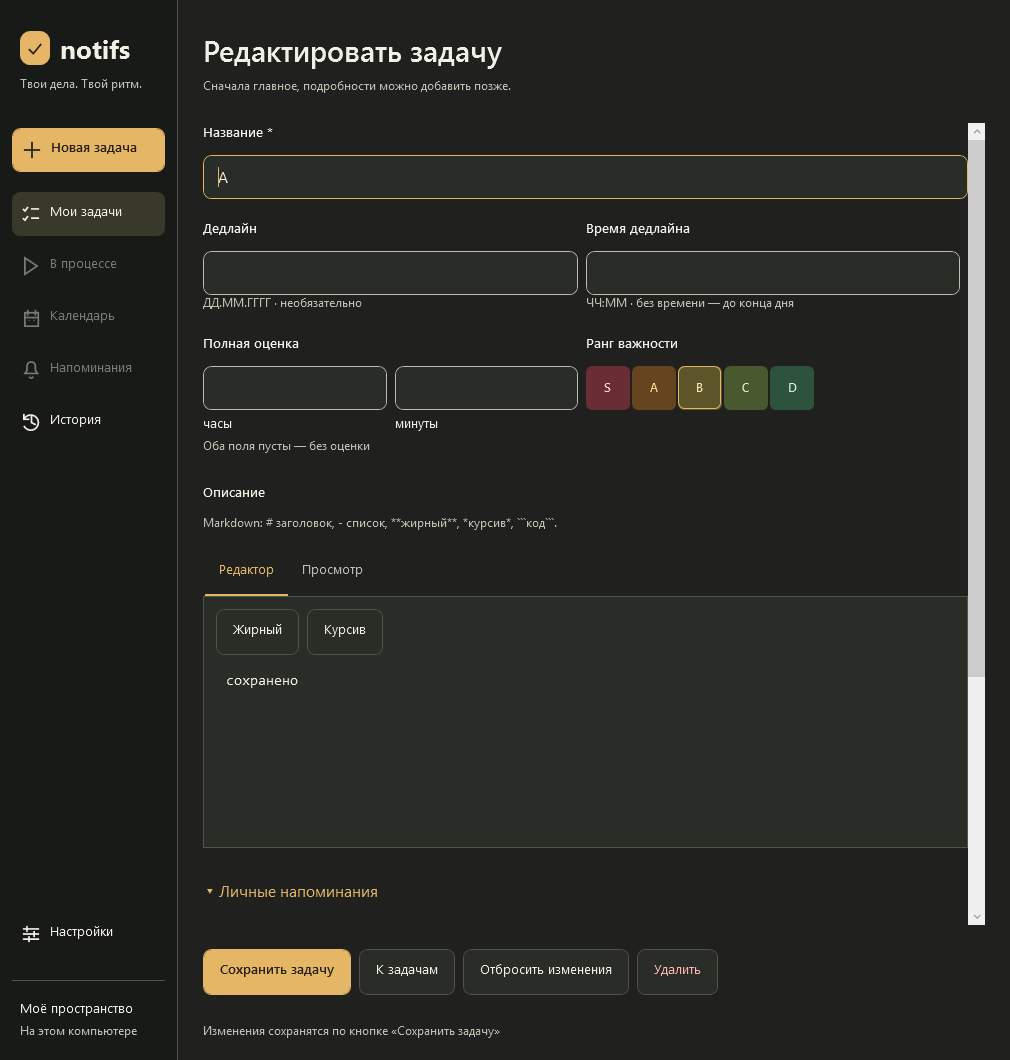 notifs
Твои дела. Твой ритм.
Новая задача
Мои задачи
В процессе
Календарь
Напоминания
История
Настройки
Моё пространство
На этом компьютере
Редактировать задачу
Сначала главное, подробности можно добавить позже.
Название *
A
Дедлайн
Время дедлайна
ДД.ММ.ГГГГ · необязательно
ЧЧ:ММ · без времени — до конца дня
Полная оценка
Ранг важности
S A B C D
часы
минуты
Оба поля пусты — без оценки
Описание
Markdown: # заголовок, - список, **жирный**, *курсив*, ```код```.
Редактор
Просмотр
Жирный
Курсив
сохранено
Личные напоминания
Сохранить задачу
К задачам
Отбросить изменения
Удалить
Изменения сохранятся по кнопке «Сохранить задачу»